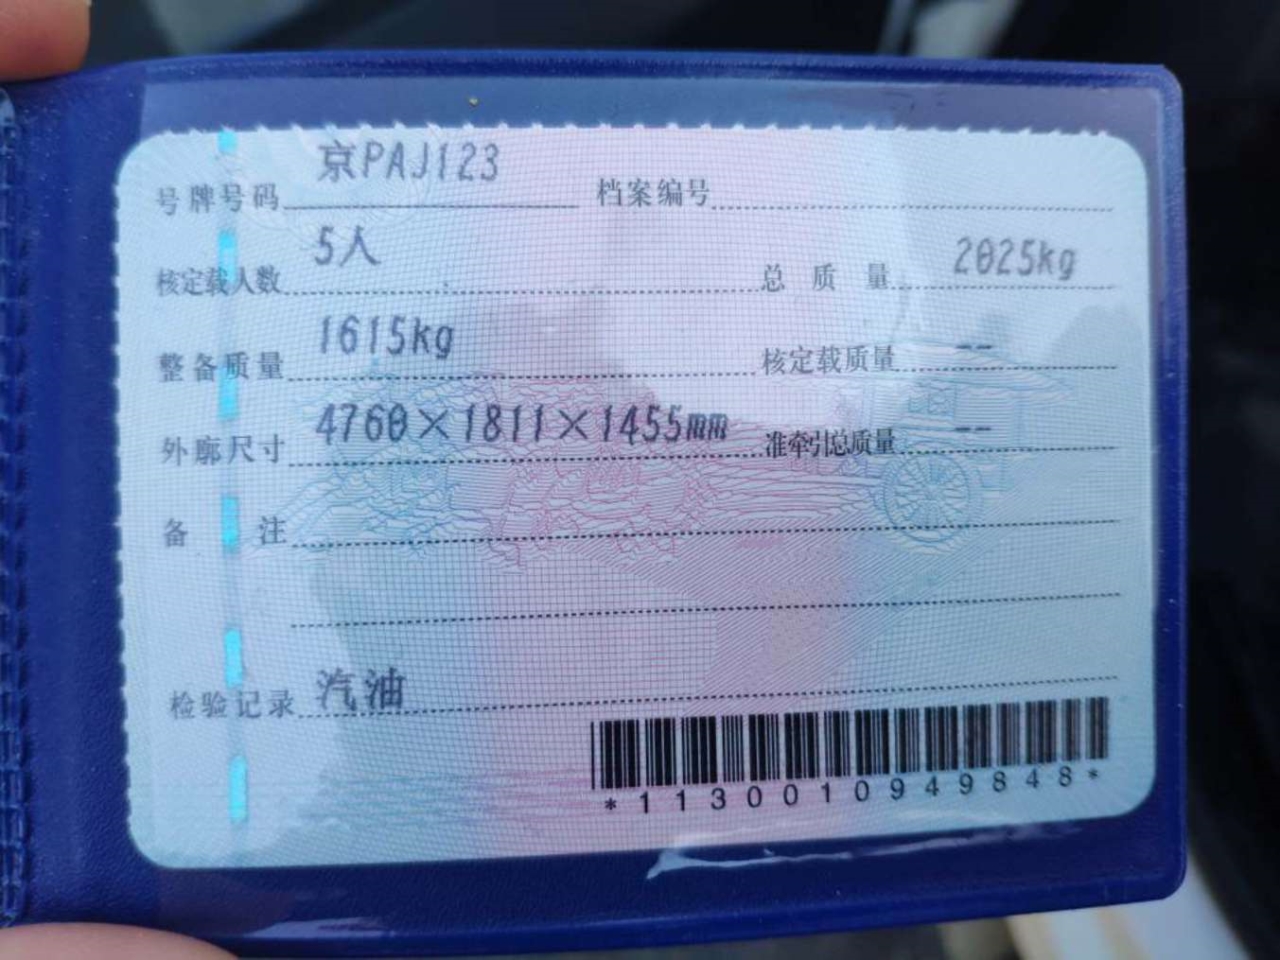 号牌号码 京PAJ123 档案编号
核定载人数 5人 总质量 2025kg
整备质量 1615kg 核定载质量 --
外廓尺寸 4760×1811×1455mm 准牵引总质量 --
备注
检验记录 汽油
*1130010949848*